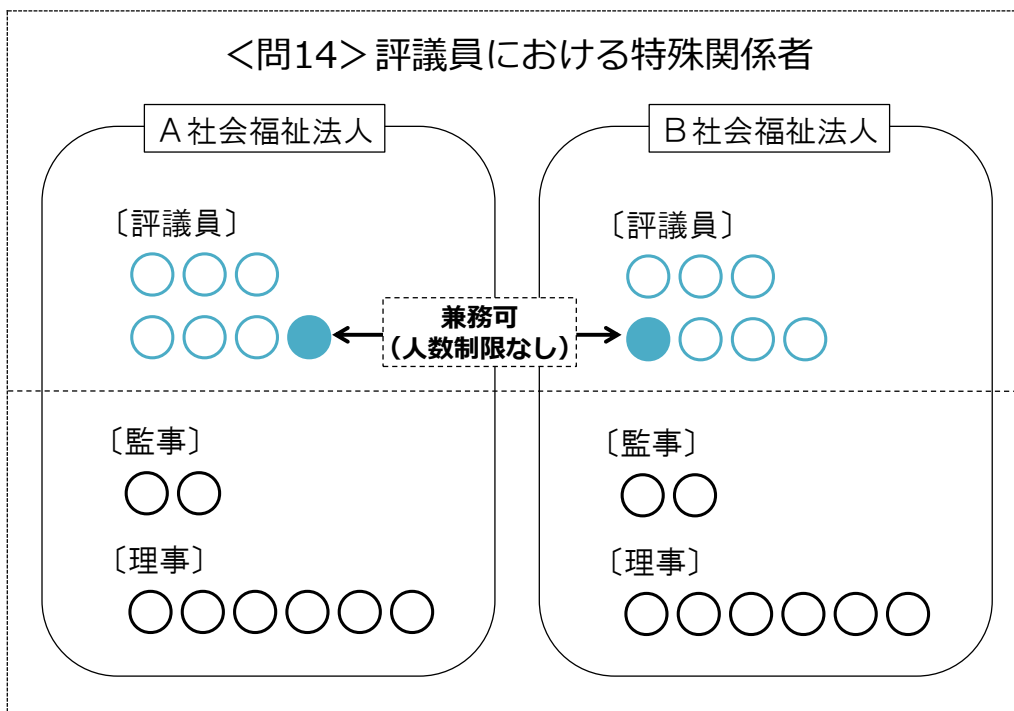 <問14>評議員における特殊関係者
A社会福祉法人
B社会福祉法人
〔評議員〕
〔評議員〕
兼務可
（人数制限なし）
〔監事〕
〔監事〕
〔理事〕
〔理事〕